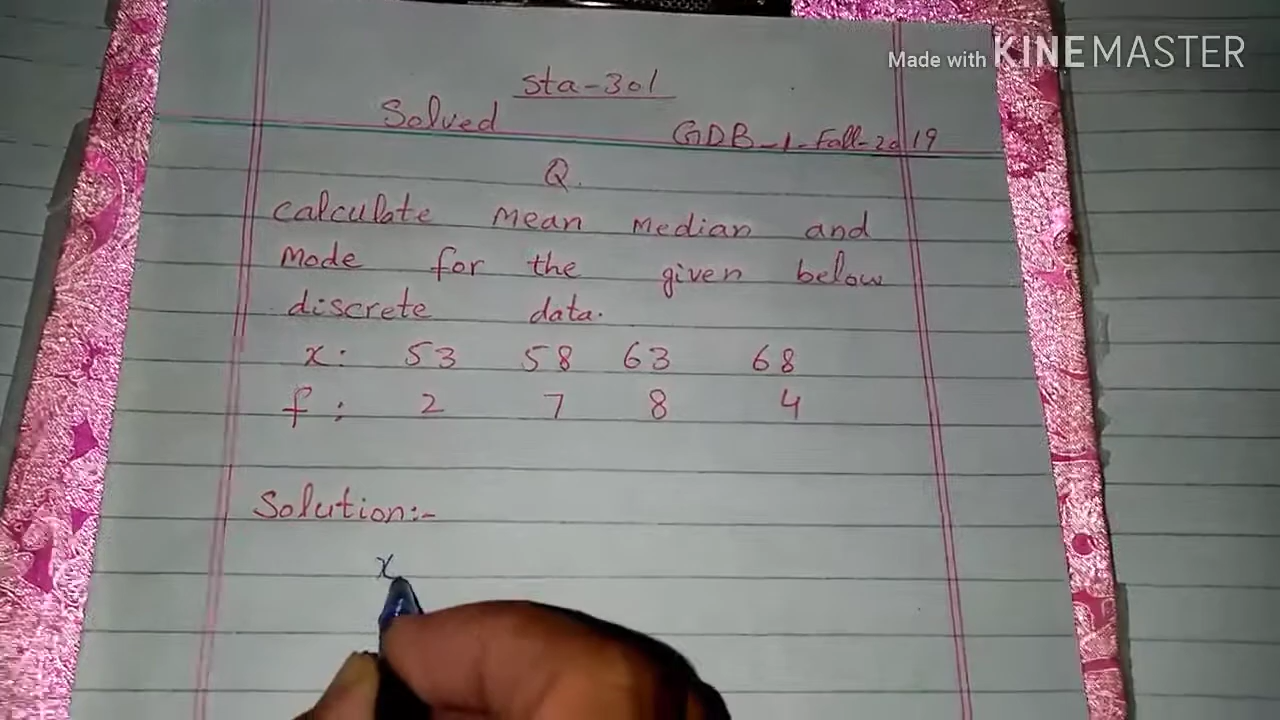 Made with KINEMASTER
Sta-301
Solved GDB-1-Fall-2019
Q.
Calculate Mean Median and
Mode for the given below
discrete data.
x: 53 58 63 68
f: 2 7 8 4
Solution:-
x